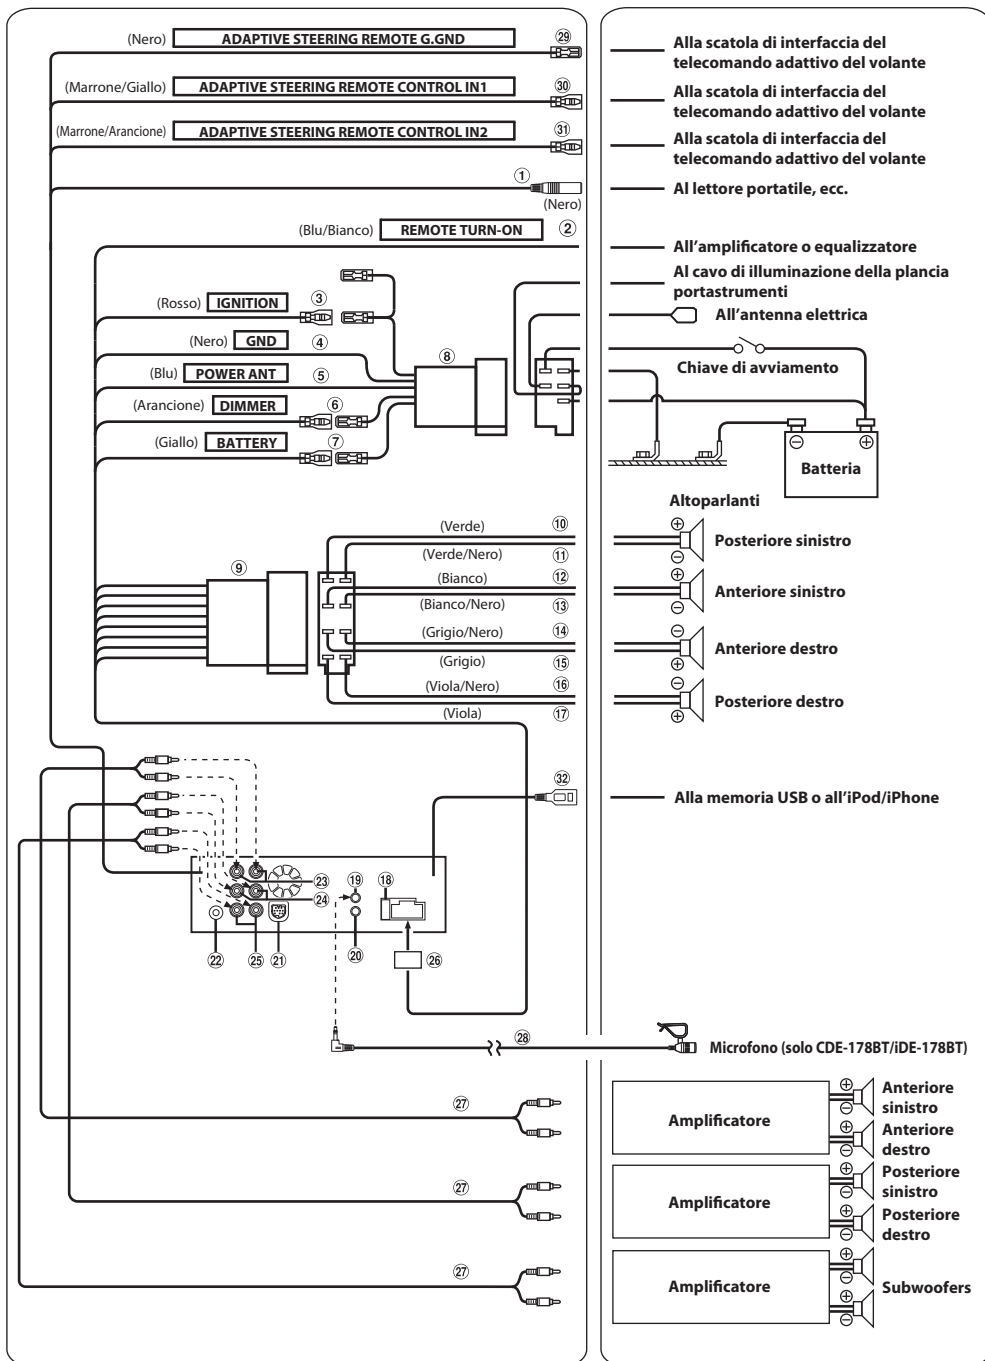 (Nero) ADAPTIVE STEERING REMOTE G.GND ㉙
Alla scatola di interfaccia del
telecomando adattivo del volante
(Marrone/Giallo) ADAPTIVE STEERING REMOTE CONTROL IN1 ㉚
Alla scatola di interfaccia del
telecomando adattivo del volante
(Marrone/Arancione) ADAPTIVE STEERING REMOTE CONTROL IN2 ㉛
Alla scatola di interfaccia del
telecomando adattivo del volante
①
(Nero)
Al lettore portatile, ecc.
(Blu/Bianco) REMOTE TURN-ON ②
All'amplificatore o equalizzatore
Al cavo di illuminazione della plancia
portastrumenti
(Rosso) IGNITION ③
All'antenna elettrica
(Nero) GND ④
⑧
Chiave di avviamento
(Blu) POWER ANT ⑤
(Arancione) DIMMER ⑥
(Giallo) BATTERY ⑦
⊖ ⊕
Batteria
Altoparlanti
(Verde) ⑩ ⊕
Posteriore sinistro
(Verde/Nero) ⑪ ⊖
⑨
(Bianco) ⑫ ⊕
Anteriore sinistro
(Bianco/Nero) ⑬ ⊖
(Grigio/Nero) ⑭ ⊖
Anteriore destro
(Grigio) ⑮ ⊕
(Viola/Nero) ⑯ ⊖
Posteriore destro
(Viola) ⑰ ⊕
㉜
Alla memoria USB o all'iPod/iPhone
㉓ ⑲ ⑱
㉔
㉒ ㉕ ㉑ ⑳ ㉖
㉘
Microfono (solo CDE-178BT/iDE-178BT)
㉗
Amplificatore
⊕ Anteriore
⊖ sinistro
⊕ Anteriore
⊖ destro
㉗
Amplificatore
⊕ Posteriore
⊖ sinistro
⊕ Posteriore
⊖ destro
㉗
Amplificatore
⊕
⊖
Subwoofers
⊕
⊖